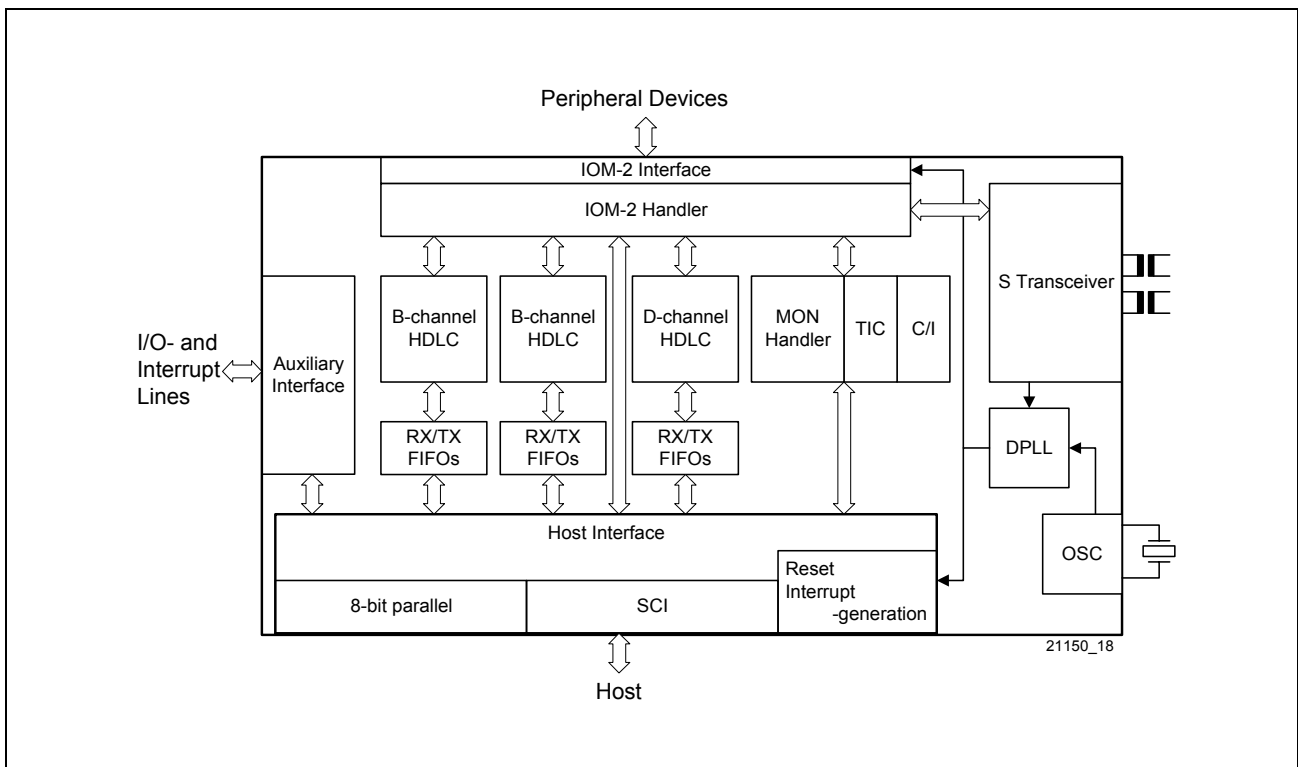 Peripheral Devices
IOM-2 Interface
IOM-2 Handler
S Transceiver
I/O- and
Interrupt
Lines
Auxiliary
Interface
B-channel
HDLC
B-channel
HDLC
D-channel
HDLC
MON
Handler
TIC
C/I
RX/TX
FIFOs
RX/TX
FIFOs
RX/TX
FIFOs
DPLL
OSC
Host Interface
8-bit parallel
SCI
Reset
Interrupt
-generation
21150_18
Host